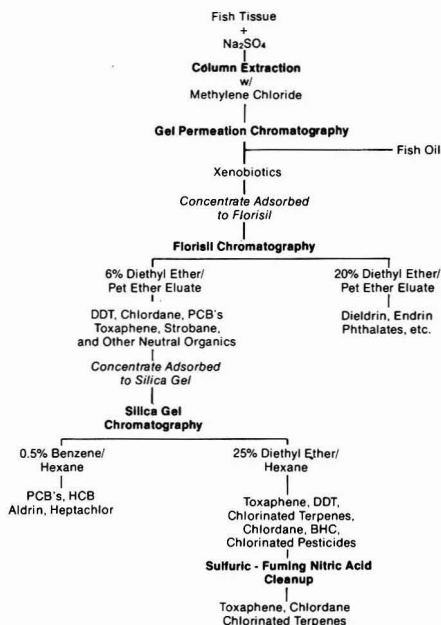 Fish Tissue
+
Na₂SO₄
Column Extraction
w/
Methylene Chloride
Gel Permeation Chromatography
Fish Oil
Xenobiotics
Concentrate Adsorbed
to Florisil
Florisil Chromatography
6% Diethyl Ether/
Pet Ether Eluate
20% Diethyl Ether/
Pet Ether Eluate
DDT, Chlordane, PCB's
Toxaphene, Strobane,
and Other Neutral Organics
Dieldrin, Endrin
Phthalates, etc.
Concentrate Adsorbed
to Silica Gel
Silica Gel
Chromatography
0.5% Benzene/
Hexane
25% Diethyl Ether/
Hexane
PCB's, HCB
Aldrin, Heptachlor
Toxaphene, DDT,
Chlorinated Terpenes,
Chlordane, BHC,
Chlorinated Pesticides
Sulfuric - Fuming Nitric Acid
Cleanup
Toxaphene, Chlordane
Chlorinated Terpenes